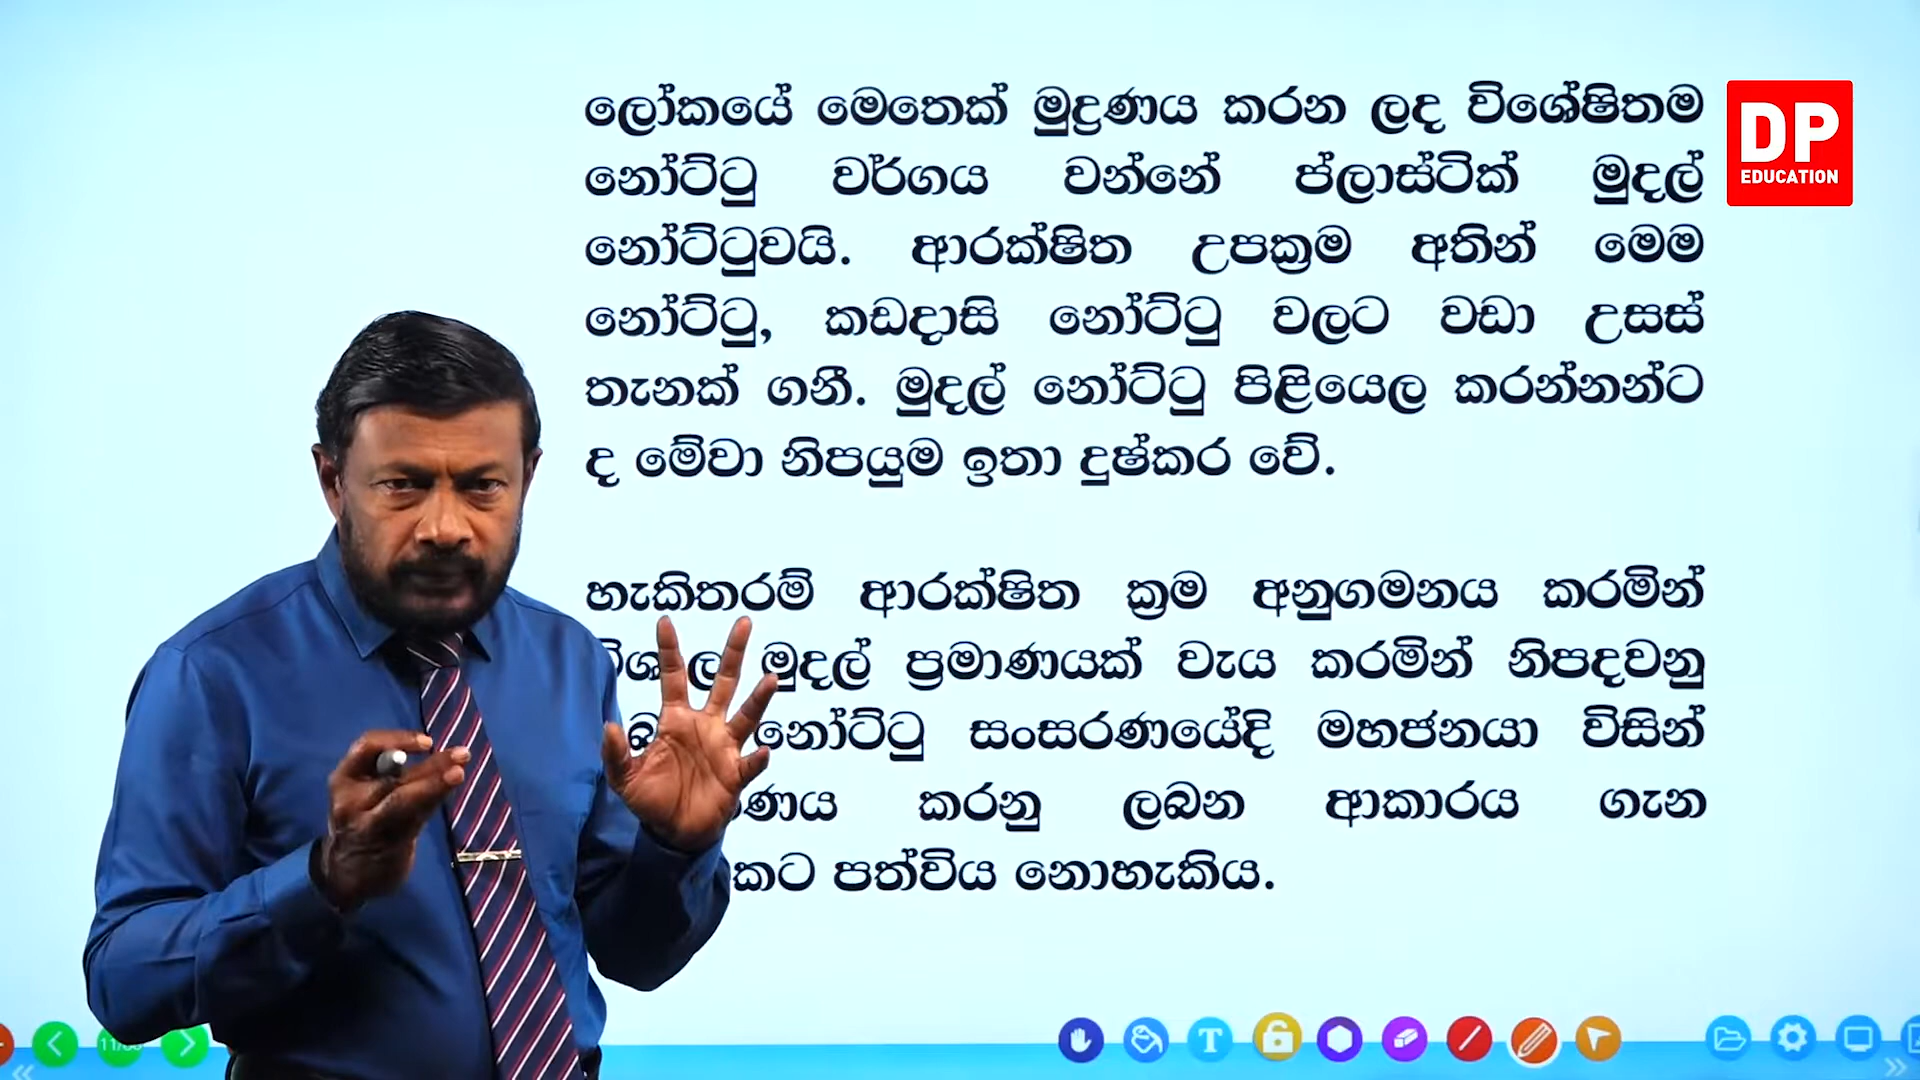 ලෝකයේ මෙතෙක් මුද්‍රණය කරන ලද විශේෂිතම
නෝට්ටු වර්ගය වන්නේ ප්ලාස්ටික් මුදල්
නෝට්ටුවයි. ආරක්ෂිත උපක්‍රම අතින් මෙම
නෝට්ටු, කඩදාසි නෝට්ටු වලට වඩා උසස්
තැනක් ගනී. මුදල් නෝට්ටු පිළියෙල කරන්නන්ට
ද මේවා නිපයුම ඉතා දුෂ්කර වේ.
හැකිතරම් ආරක්ෂිත ක්‍රම අනුගමනය කරමින්
මුදල් ප්‍රමාණයක් වැය කරමින් නිපදවනු
නෝට්ටු සංසරණයේදි මහජනයා විසින්
කරනු ලබන ආකාරය ගැන
පත්විය නොහැකිය.
DP
EDUCATION